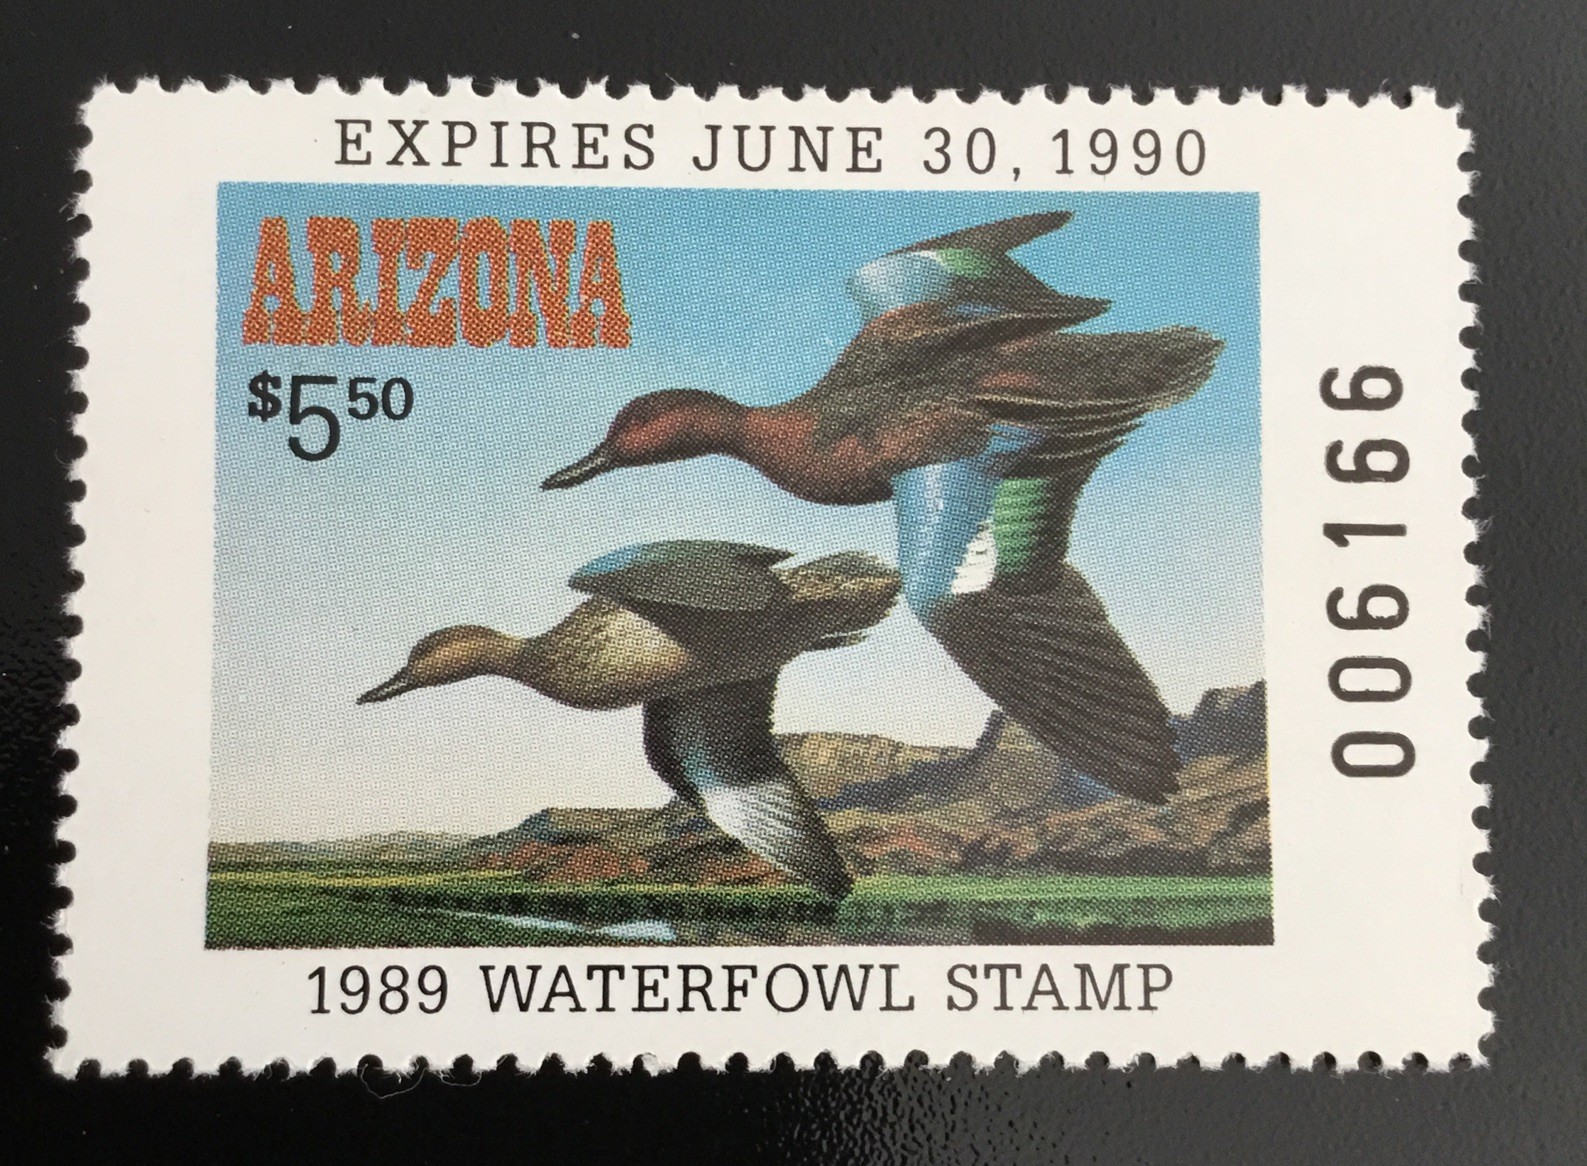 EXPIRES JUNE 30, 1990
ARIZONA
$5 50
006166
1989 WATERFOWL STAMP